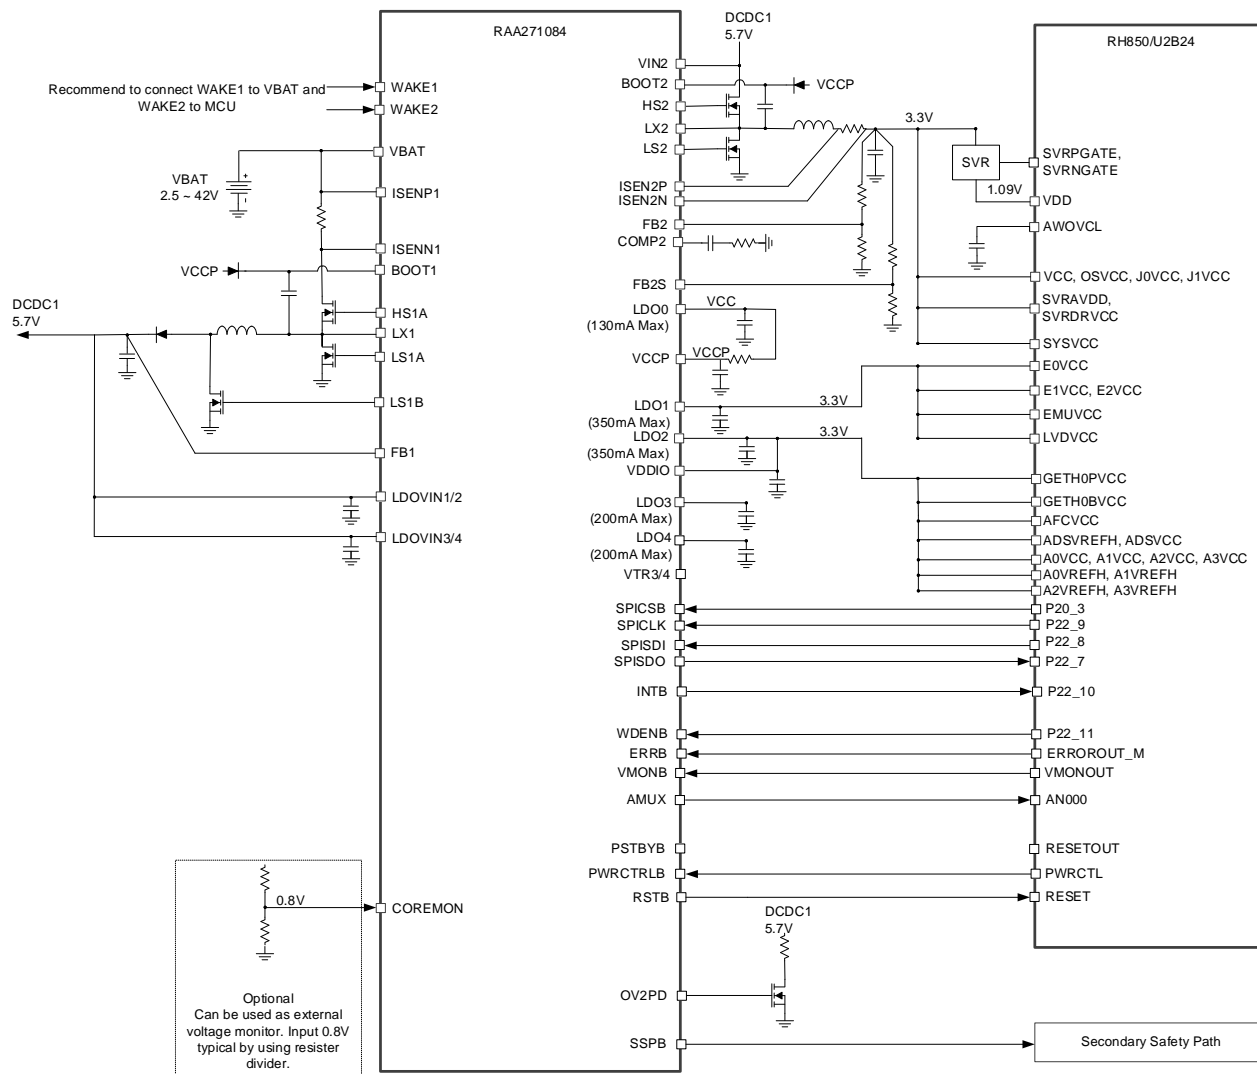 RAA271084
RH850/U2B24
Recommend to connect WAKE1 to VBAT and
WAKE2 to MCU
WAKE1
WAKE2
VBAT
VBAT
2.5 ~ 42V
+
-
ISENP1
ISENN1
VCCP
BOOT1
DCDC1
5.7V
HS1A
LX1
LS1A
LS1B
FB1
LDOVIN1/2
LDOVIN3/4
0.8V
COREMON
Optional
Can be used as external
voltage monitor. Input 0.8V
typical by using resister
divider.
DCDC1
5.7V
VIN2
BOOT2
VCCP
HS2
LX2
3.3V
LS2
ISEN2P
ISEN2N
FB2
COMP2
FB2S
LDO0
(130mA Max)
VCC
VCCP
VCCP
LDO1
(350mA Max)
3.3V
LDO2
(350mA Max)
3.3V
VDDIO
LDO3
(200mA Max)
LDO4
(200mA Max)
VTR3/4
SPICSB
SPICLK
SPISDI
SPISDO
INTB
WDENB
ERRB
VMONB
AMUX
PSTBYB
PWRCTRLB
RSTB
DCDC1
5.7V
OV2PD
SSPB
SVR
1.09V
SVRPGATE,
SVRNGATE
VDD
AWOVCL
VCC, OSVCC, J0VCC, J1VCC
SVRAVDD,
SVRDRVCC
SYSVCC
E0VCC
E1VCC, E2VCC
EMUVCC
LVDVCC
GETH0PVCC
GETH0BVCC
AFCVCC
ADSVREFH, ADSVCC
A0VCC, A1VCC, A2VCC, A3VCC
A0VREFH, A1VREFH
A2VREFH, A3VREFH
P20_3
P22_9
P22_8
P22_7
P22_10
P22_11
ERROROUT_M
VMONOUT
AN000
RESETOUT
PWRCTL
RESET
Secondary Safety Path